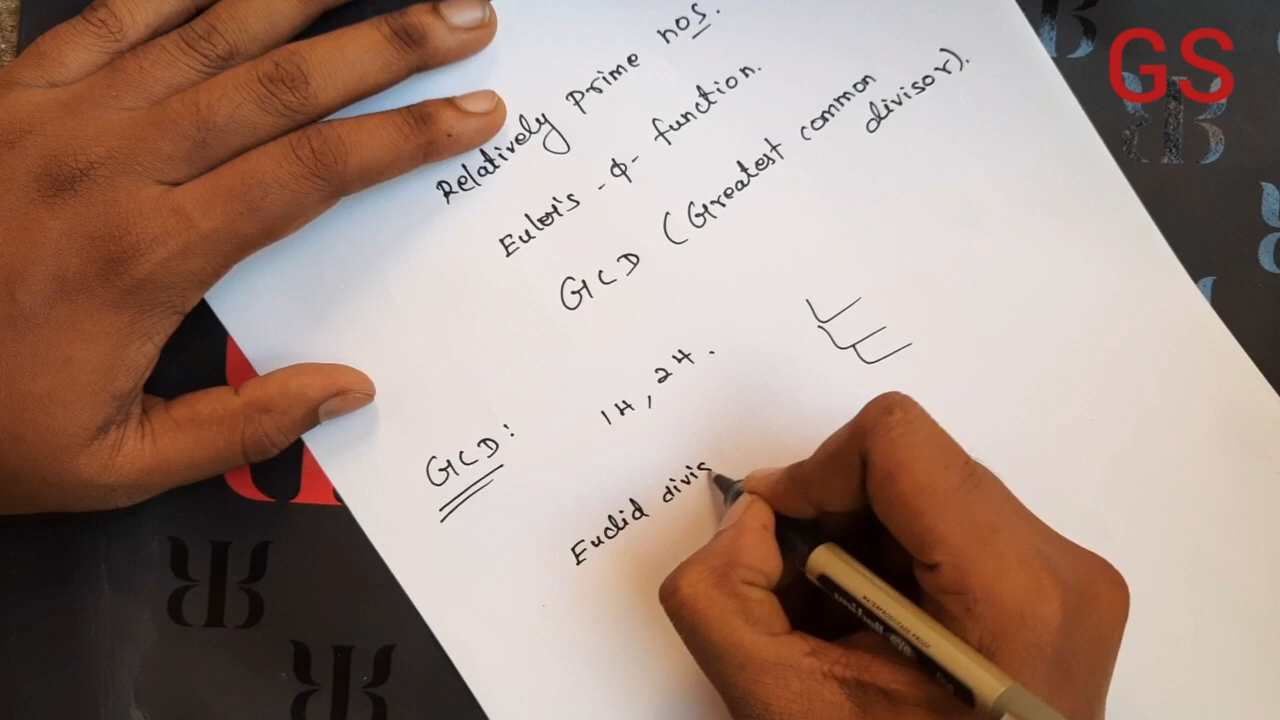 GS
Relatively prime nos.
Euler's - φ - function.
GCD (Greatest common
divisor).
GCD: 14, 24.
Euclid divis